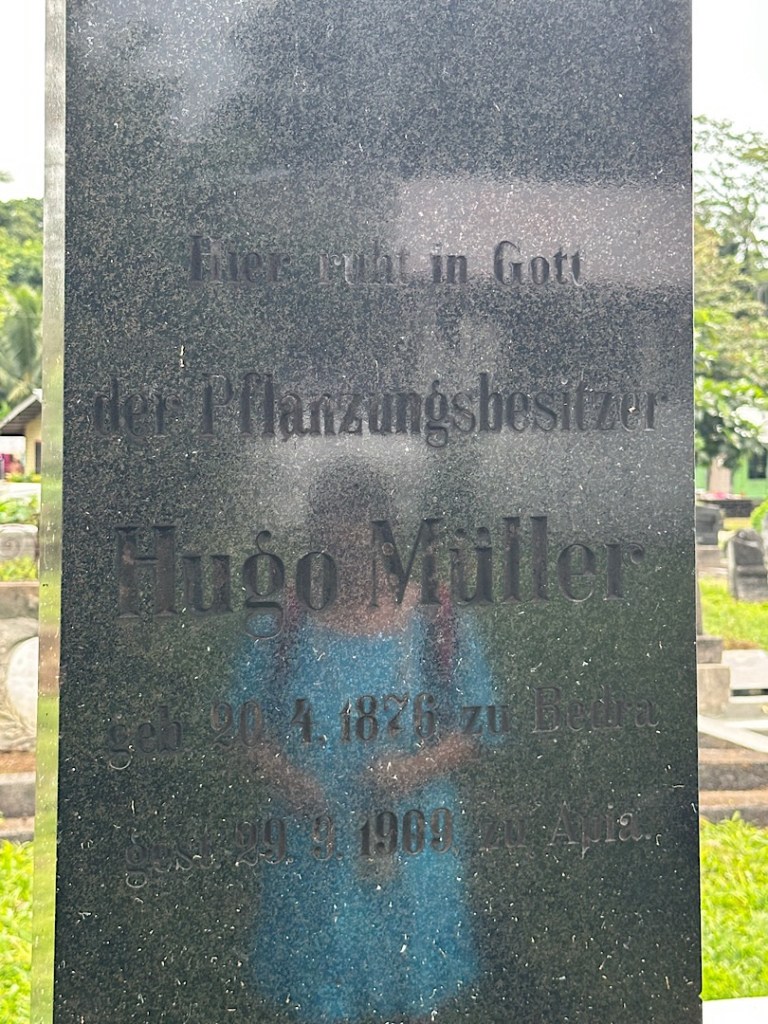 Hier ruht in Gott
der Pflanzungsbesitzer
Hugo Müller
geb. 20. 4. 1876 zu Bedra
gest. 29. 9. 1909. zu Apia.